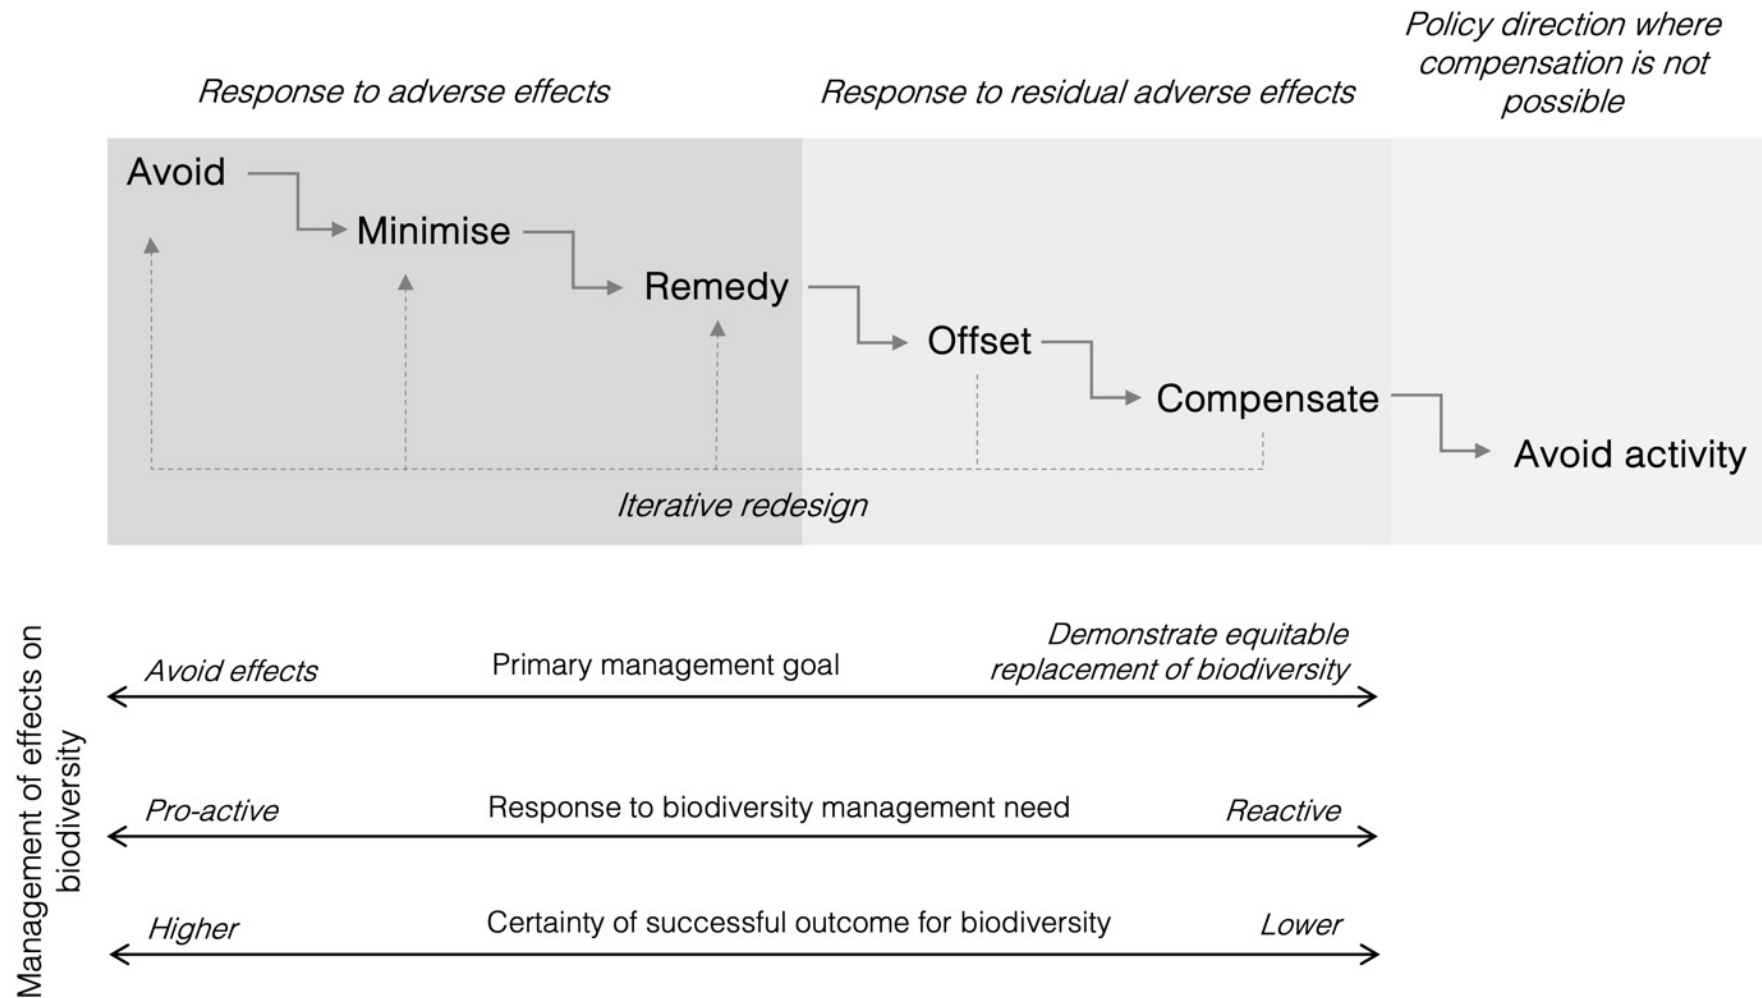 Policy direction where
compensation is not
possible
Response to adverse effects
Response to residual adverse effects
Avoid
Minimise
Remedy
Offset
Compensate
Avoid activity
Iterative redesign
Management of effects on
biodiversity
Avoid effects
Primary management goal
Demonstrate equitable
replacement of biodiversity
Pro-active
Response to biodiversity management need
Reactive
Higher
Certainty of successful outcome for biodiversity
Lower